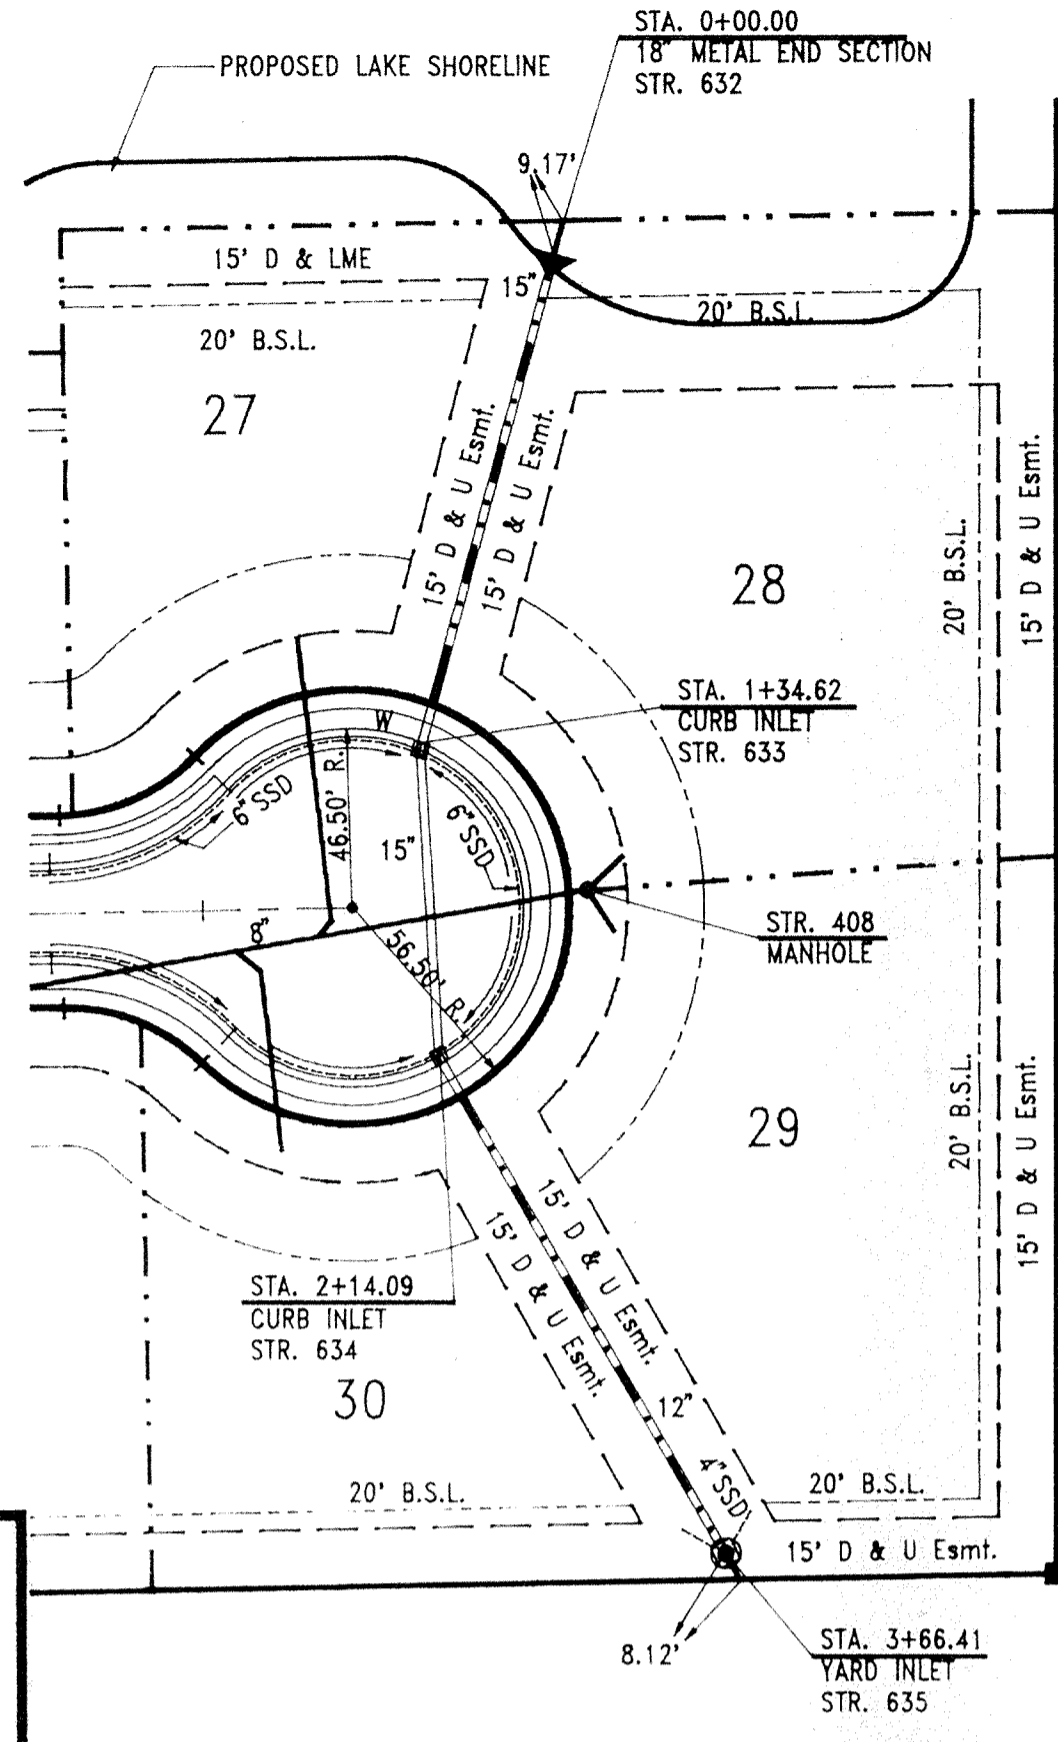 STA. 0+00.00
18" METAL END SECTION
STR. 632
PROPOSED LAKE SHORELINE
9.17'
15' D & LME
15"
20' B.S.L.
20' B.S.L.
27
15' D & U Esmt.
15' D & U Esmt.
15' D & U Esmt.
28
20' B.S.L.
STA. 1+34.62
CURB INLET
STR. 633
W
6" SSD
46.50' R.
15"
6" SSD
8"
56.50' R.
STR. 408
MANHOLE
29
20' B.S.L.
15' D & U Esmt.
15' D & U Esmt.
15' D & U Esmt.
STA. 2+14.09
CURB INLET
STR. 634
30
12"
4" SSD
20' B.S.L.
20' B.S.L.
15' D & U Esmt.
8.12'
STA. 3+66.41
YARD INLET
STR. 635